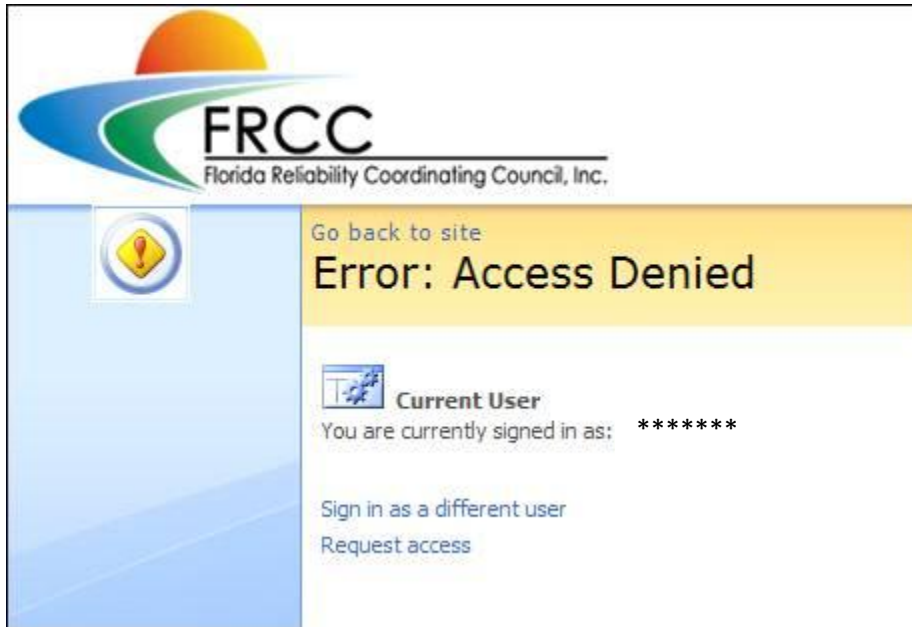 FRCC
Florida Reliability Coordinating Council, Inc.
Go back to site
Error: Access Denied
Current User
You are currently signed in as: *******
Sign in as a different user
Request access